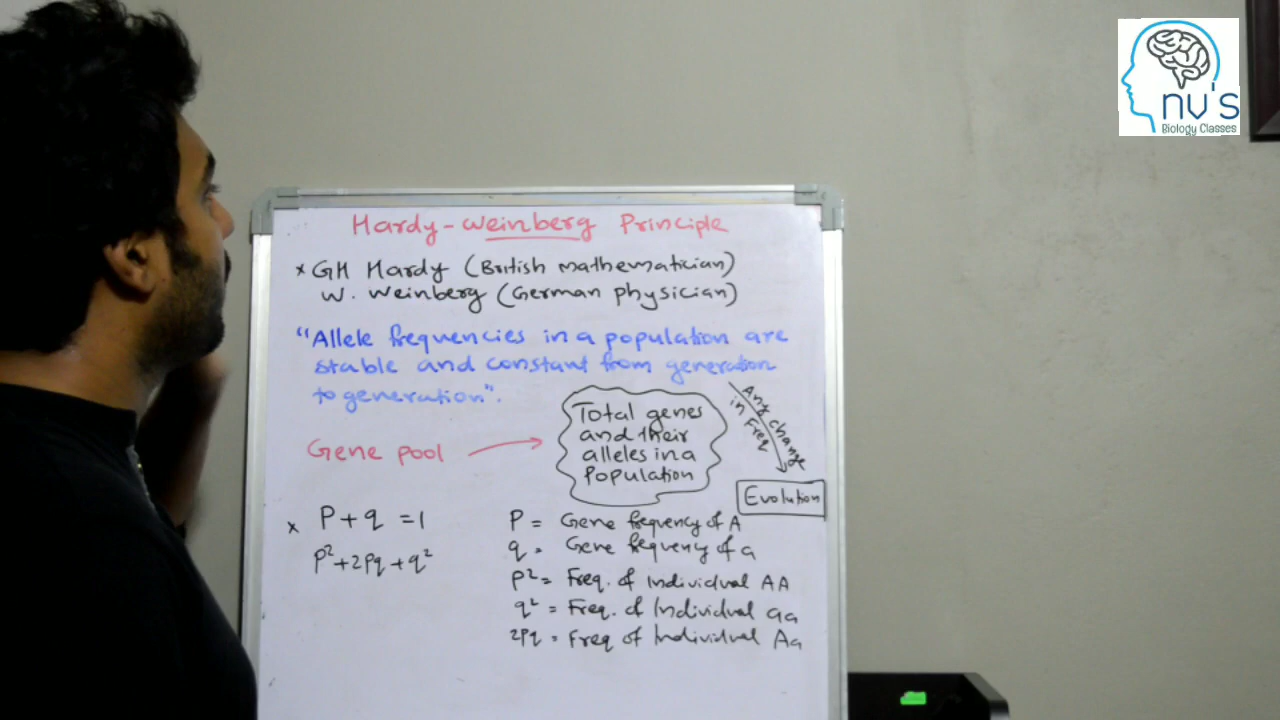 nv's
Biology Classes
Hardy-Weinberg Principle
x GH Hardy (British mathematician)
W. Weinberg (German physician)
"Allele frequencies in a population are
stable and constant from generation
to generation".
Any change
in Freq
Total genes
and their
alleles in a
Population
Gene pool
Evolution
x P+q =1
P²+2Pq+q²
P = Gene frequency of A
q = Gene frequency of a
P² = Freq. of Individual AA
q² = Freq. of Individual aa
2Pq = Freq of Individual Aa